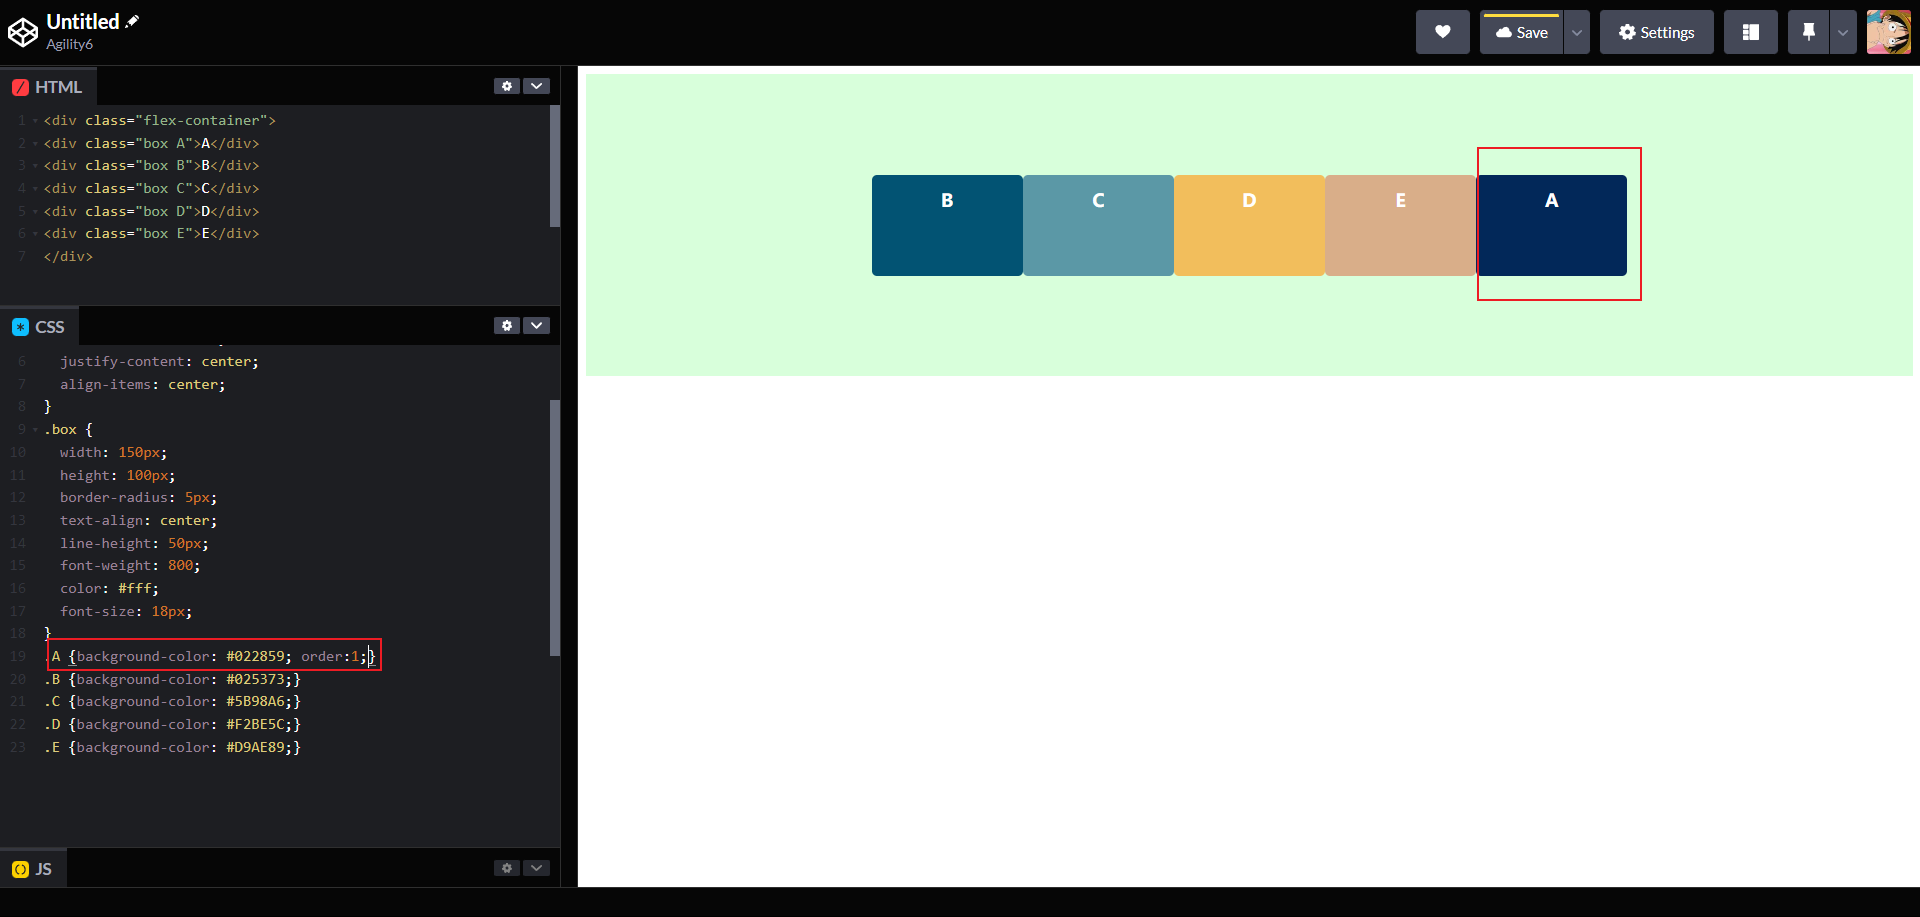 Untitled
Agility6
Save
Settings
HTML
1 <div class="flex-container">
2 <div class="box A">A</div>
3 <div class="box B">B</div>
4 <div class="box C">C</div>
5 <div class="box D">D</div>
6 <div class="box E">E</div>
7 </div>
CSS
6 justify-content: center;
7 align-items: center;
8 }
9 .box {
10 width: 150px;
11 height: 100px;
12 border-radius: 5px;
13 text-align: center;
14 line-height: 50px;
15 font-weight: 800;
16 color: #fff;
17 font-size: 18px;
18 }
19 .A {background-color: #022859; order:1;}
20 .B {background-color: #025373;}
21 .C {background-color: #5B98A6;}
22 .D {background-color: #F2BE5C;}
23 .E {background-color: #D9AE89;}
JS
B C D E A